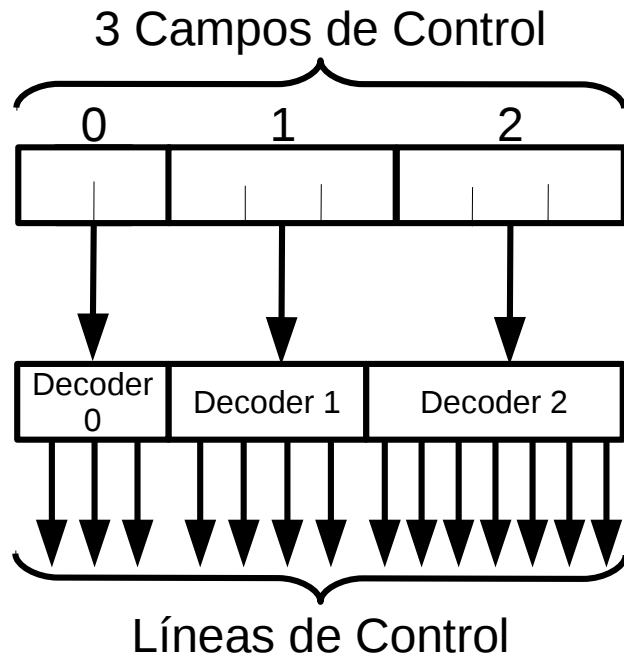 3 Campos de Control
0 1 2
Decoder
0
Decoder 1
Decoder 2
Líneas de Control